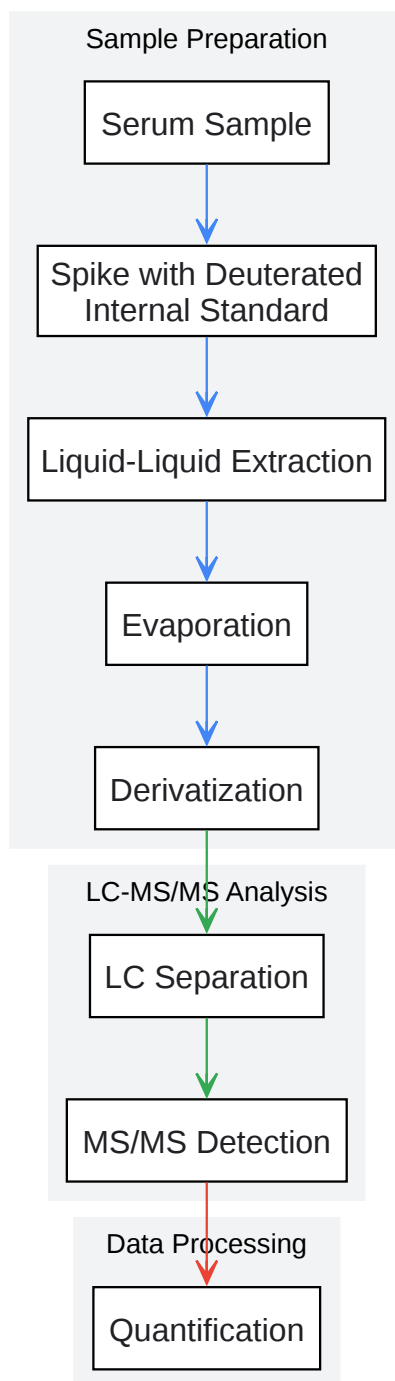 Sample Preparation
Serum Sample
Spike with Deuterated
Internal Standard
Liquid-Liquid Extraction
Evaporation
Derivatization
LC-MS/MS Analysis
LC Separation
MS/MS Detection
Data Processing
Quantification